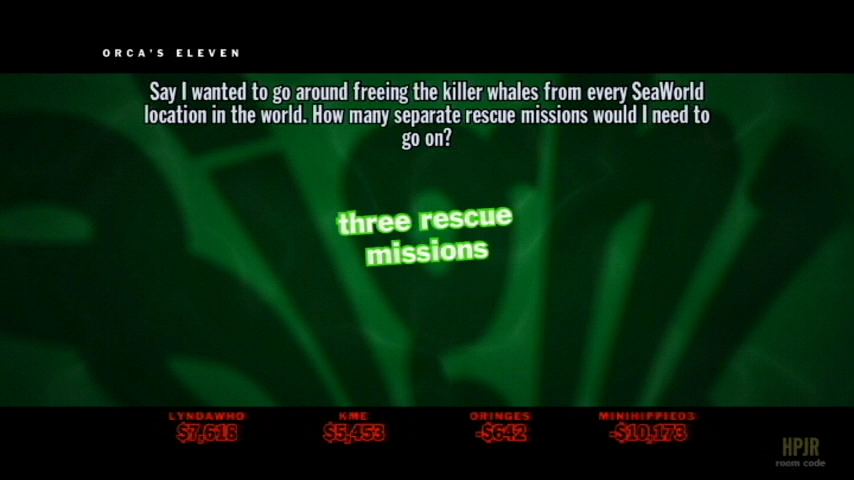 ORCA'S ELEVEN
Say I wanted to go around freeing the killer whales from every SeaWorld
location in the world. How many separate rescue missions would I need to
go on?
three rescue
missions
LYNDAWHO KME ORINGES MINIHIPPIE03
$7,618 $5,453 -$642 -$10,173
HPJR
room code